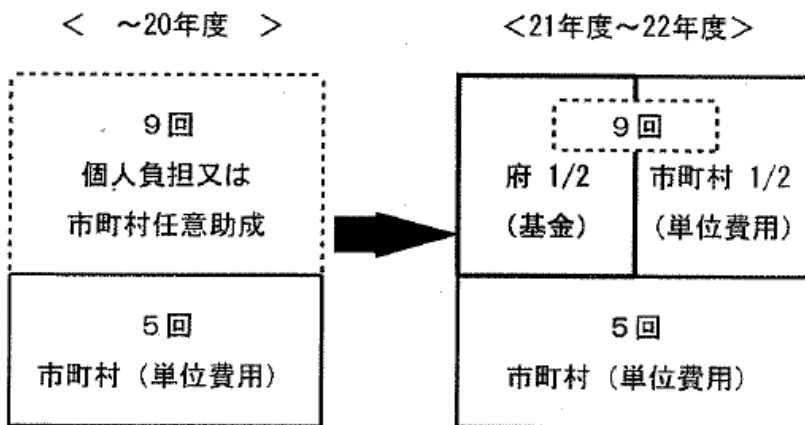 < ~20年度 >
9回
個人負担又は
市町村任意助成
5回
市町村（単位費用）
<21年度~22年度>
9回
府 1/2
（基金）
市町村 1/2
（単位費用）
5回
市町村（単位費用）